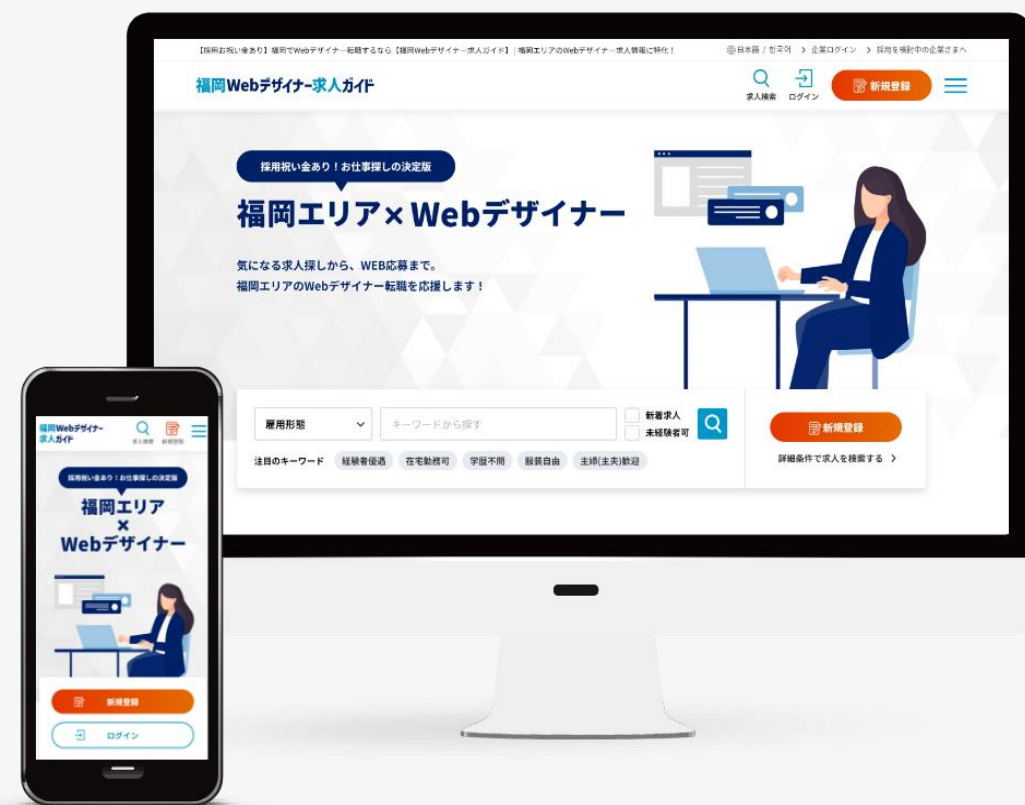 【採用お祝い金あり】福岡でWebデザイナー転職するなら【福岡Webデザイナー求人ガイド】｜福岡エリアのWebデザイナー求人情報に特化！
日本語 / 한국어 > 企業ログイン > 採用を検討中の企業さまへ
福岡Webデザイナー求人ガイド
求人検索 ログイン 新規登録
採用祝い金あり！お仕事探しの決定版
福岡エリア×Webデザイナー
気になる求人探しから、WEB応募まで。
福岡エリアのWebデザイナー転職を応援します！
雇用形態 キーワードから探す
新着求人
未経験者可
注目のキーワード 経験者優遇 在宅勤務可 学歴不問 服装自由 主婦(主夫)歓迎
新規登録
詳細条件で求人を検索する >
福岡Webデザイナー
求人ガイド
求人検索 新規登録
採用祝い金あり！お仕事探しの決定版
福岡エリア
×
Webデザイナー
新規登録
ログイン